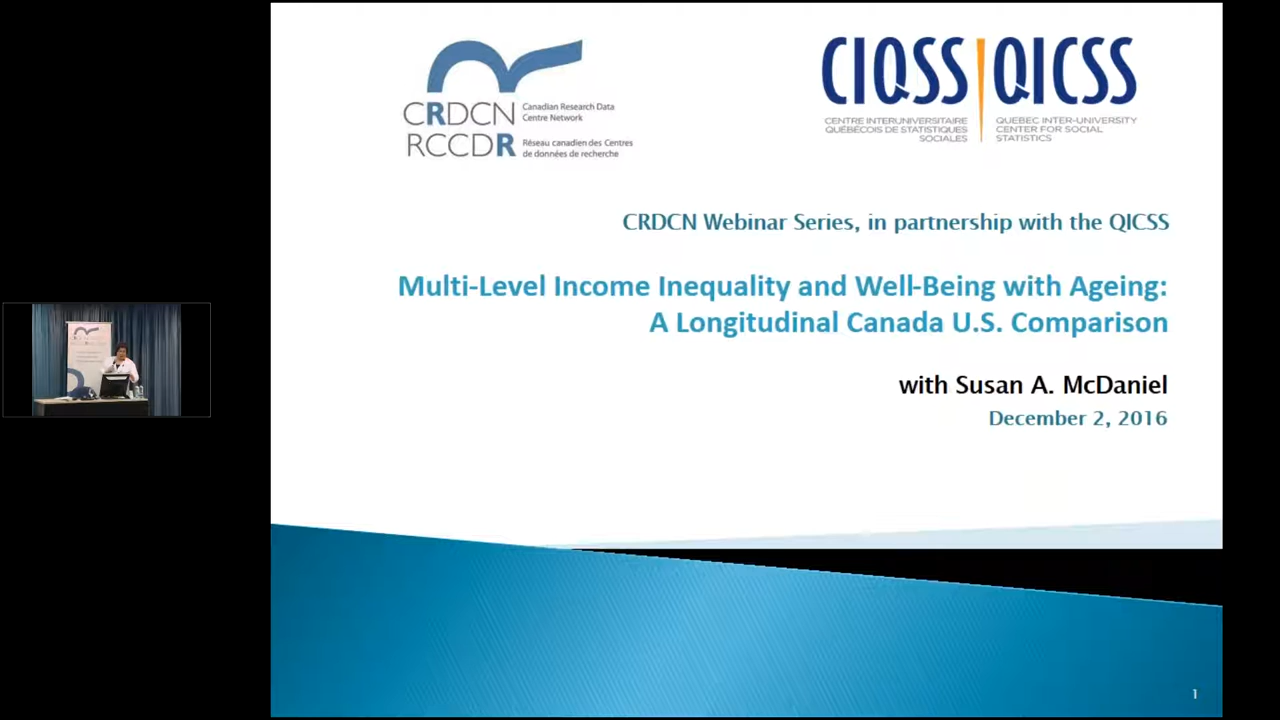 CRDCN
Canadian Research Data
Centre Network
RCCDR
Réseau canadien des Centres
de données de recherche
CIQSS
QICSS
CENTRE INTERUNIVERSITAIRE
QUÉBÉCOIS DE STATISTIQUES
SOCIALES
QUEBEC INTER-UNIVERSITY
CENTER FOR SOCIAL
STATISTICS
CRDCN Webinar Series, in partnership with the QICSS
Multi-Level Income Inequality and Well-Being with Ageing:
A Longitudinal Canada U.S. Comparison
with Susan A. McDaniel
December 2, 2016
1